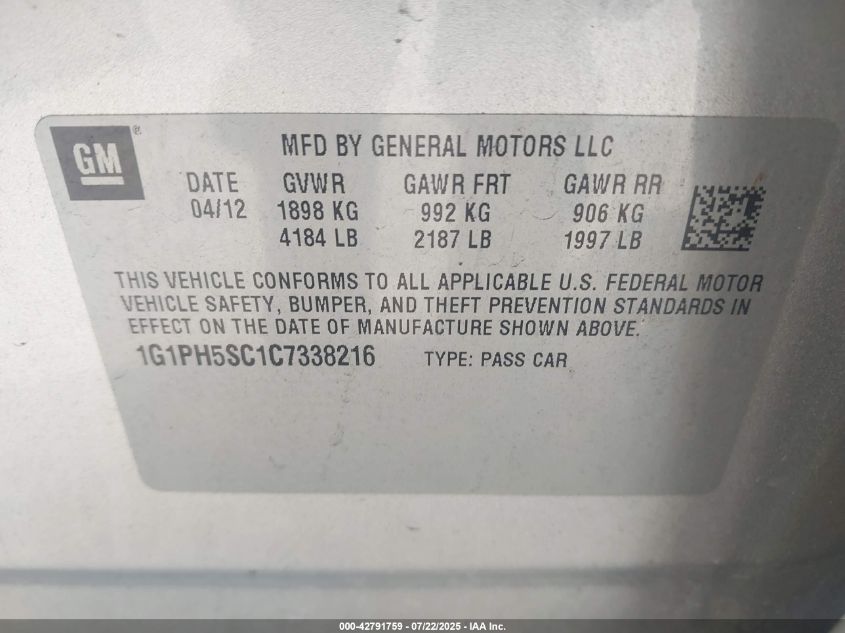 GM®
MFD BY GENERAL MOTORS LLC
DATE GVWR GAWR FRT GAWR RR
04/12 1898 KG 992 KG 906 KG
4184 LB 2187 LB 1997 LB
THIS VEHICLE CONFORMS TO ALL APPLICABLE U.S. FEDERAL MOTOR
VEHICLE SAFETY, BUMPER, AND THEFT PREVENTION STANDARDS IN
EFFECT ON THE DATE OF MANUFACTURE SHOWN ABOVE.
1G1PH5SC1C7338216 TYPE: PASS CAR
000-42791759 - 07/22/2025 - IAA Inc.